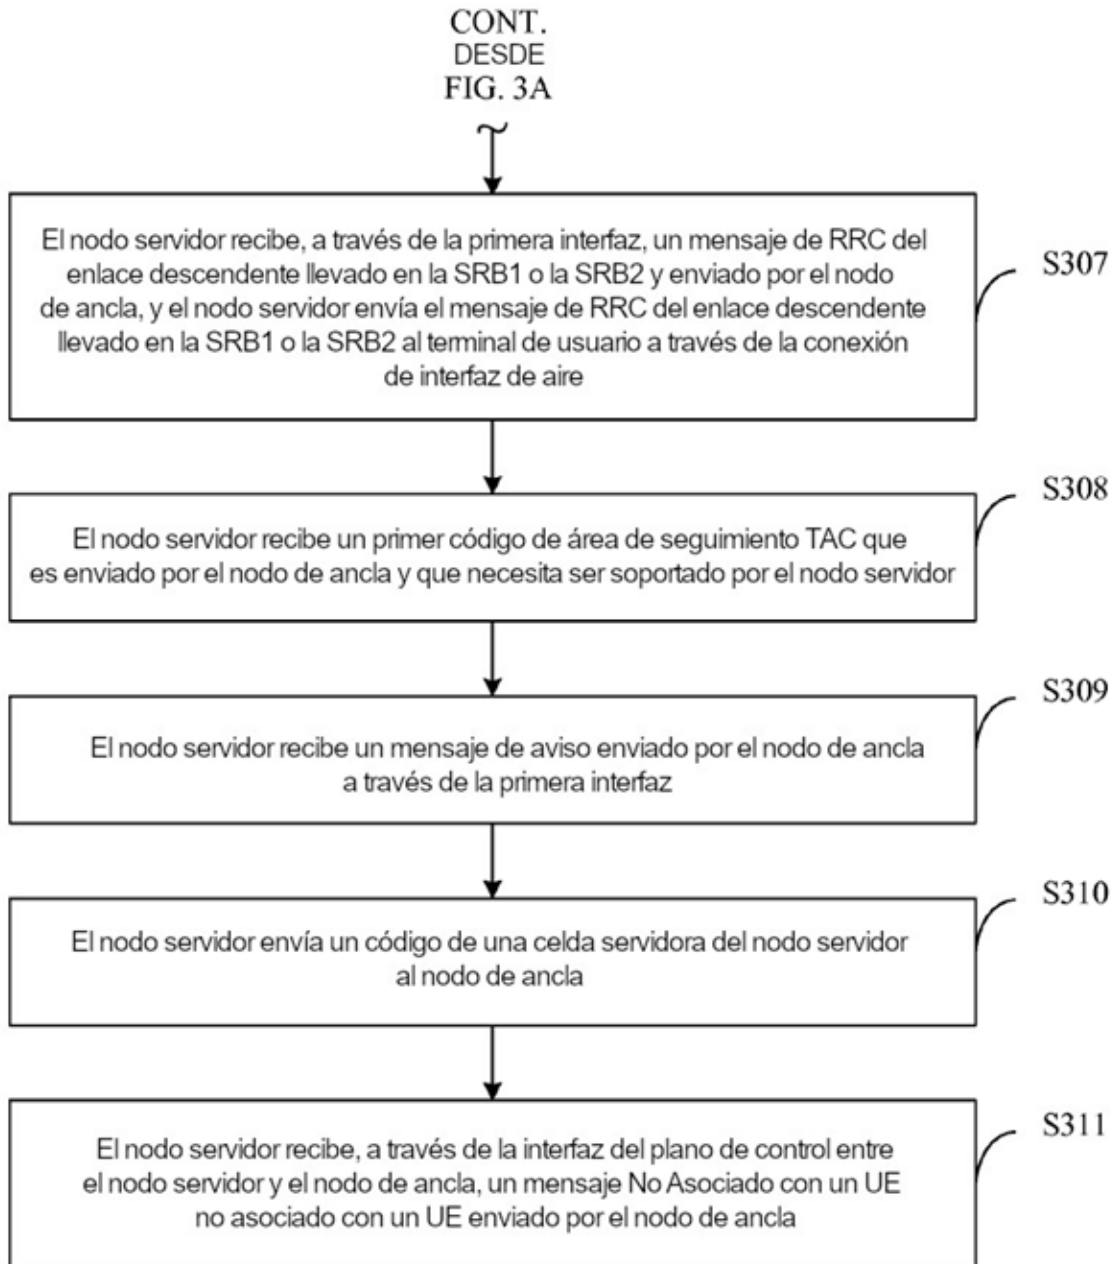 CONT.
DESDE
FIG. 3A
El nodo servidor recibe, a través de la primera interfaz, un mensaje de RRC del
enlace descendente llevado en la SRB1 o la SRB2 y enviado por el nodo
de ancla, y el nodo servidor envía el mensaje de RRC del enlace descendente
llevado en la SRB1 o la SRB2 al terminal de usuario a través de la conexión
de interfaz de aire
S307
El nodo servidor recibe un primer código de área de seguimiento TAC que
es enviado por el nodo de ancla y que necesita ser soportado por el nodo servidor
S308
El nodo servidor recibe un mensaje de aviso enviado por el nodo de ancla
a través de la primera interfaz
S309
El nodo servidor envía un código de una celda servidora del nodo servidor
al nodo de ancla
S310
El nodo servidor recibe, a través de la interfaz del plano de control entre
el nodo servidor y el nodo de ancla, un mensaje No Asociado con un UE
no asociado con un UE enviado por el nodo de ancla
S311